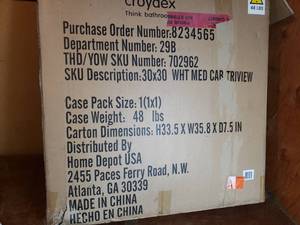 croydex
Think bathrooms
Purchase Order Number:8234565
Department Number: 29B
THD/YOW SKU Number: 702962
SKU Description:30x30 WHT MED CAB TRIVIEW
Case Pack Size: 1(1x1)
Case Weight: 48 lbs
Carton Dimensions: H33.5 X W35.8 X D7.5 IN
Distributed By
Home Depot USA
2455 Paces Ferry Road, N.W.
Atlanta, GA 30339
MADE IN CHINA
HECHO EN CHINA